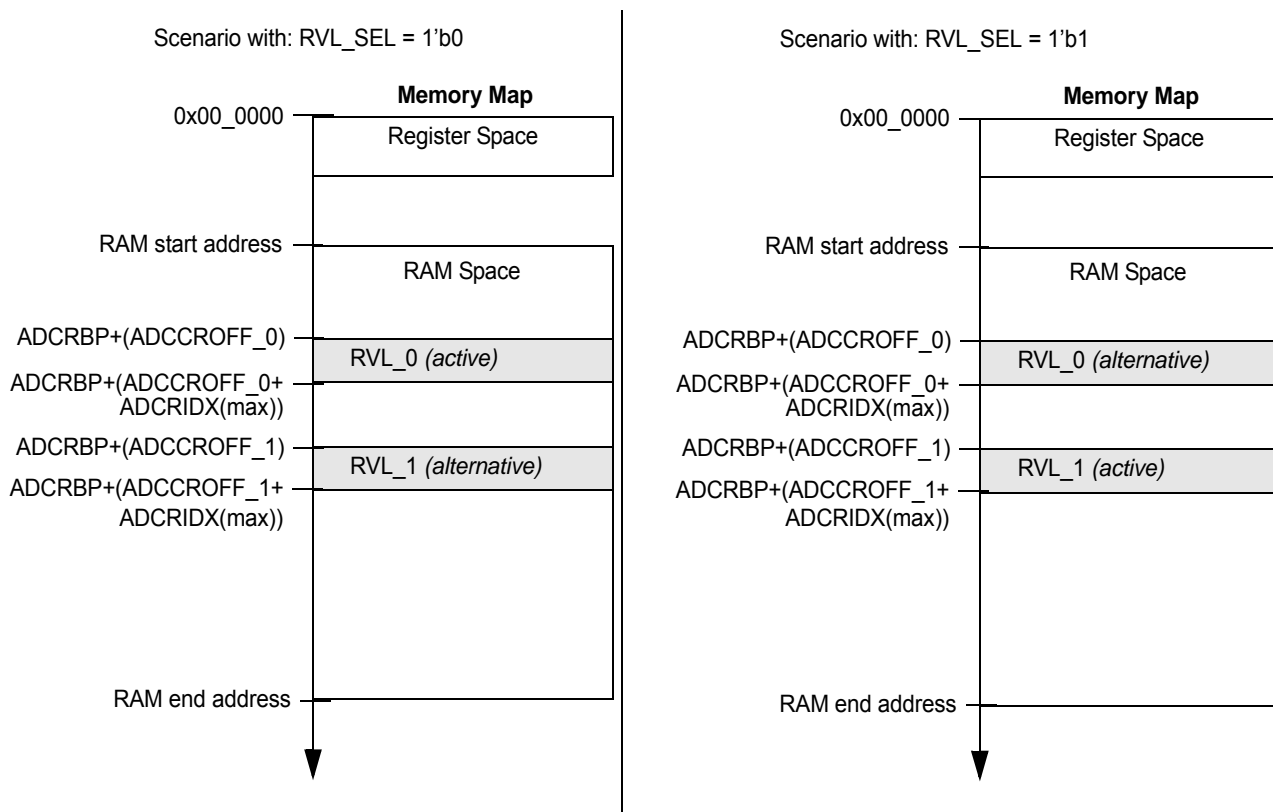 Scenario with: RVL_SEL = 1'b0
Memory Map
0x00_0000
Register Space
RAM start address
RAM Space
ADCRBP+(ADCCROFF_0)
RVL_0 (active)
ADCRBP+(ADCCROFF_0+
ADCRIDX(max))
ADCRBP+(ADCCROFF_1)
RVL_1 (alternative)
ADCRBP+(ADCCROFF_1+
ADCRIDX(max))
RAM end address
Scenario with: RVL_SEL = 1'b1
Memory Map
0x00_0000
Register Space
RAM start address
RAM Space
ADCRBP+(ADCCROFF_0)
RVL_0 (alternative)
ADCRBP+(ADCCROFF_0+
ADCRIDX(max))
ADCRBP+(ADCCROFF_1)
RVL_1 (active)
ADCRBP+(ADCCROFF_1+
ADCRIDX(max))
RAM end address